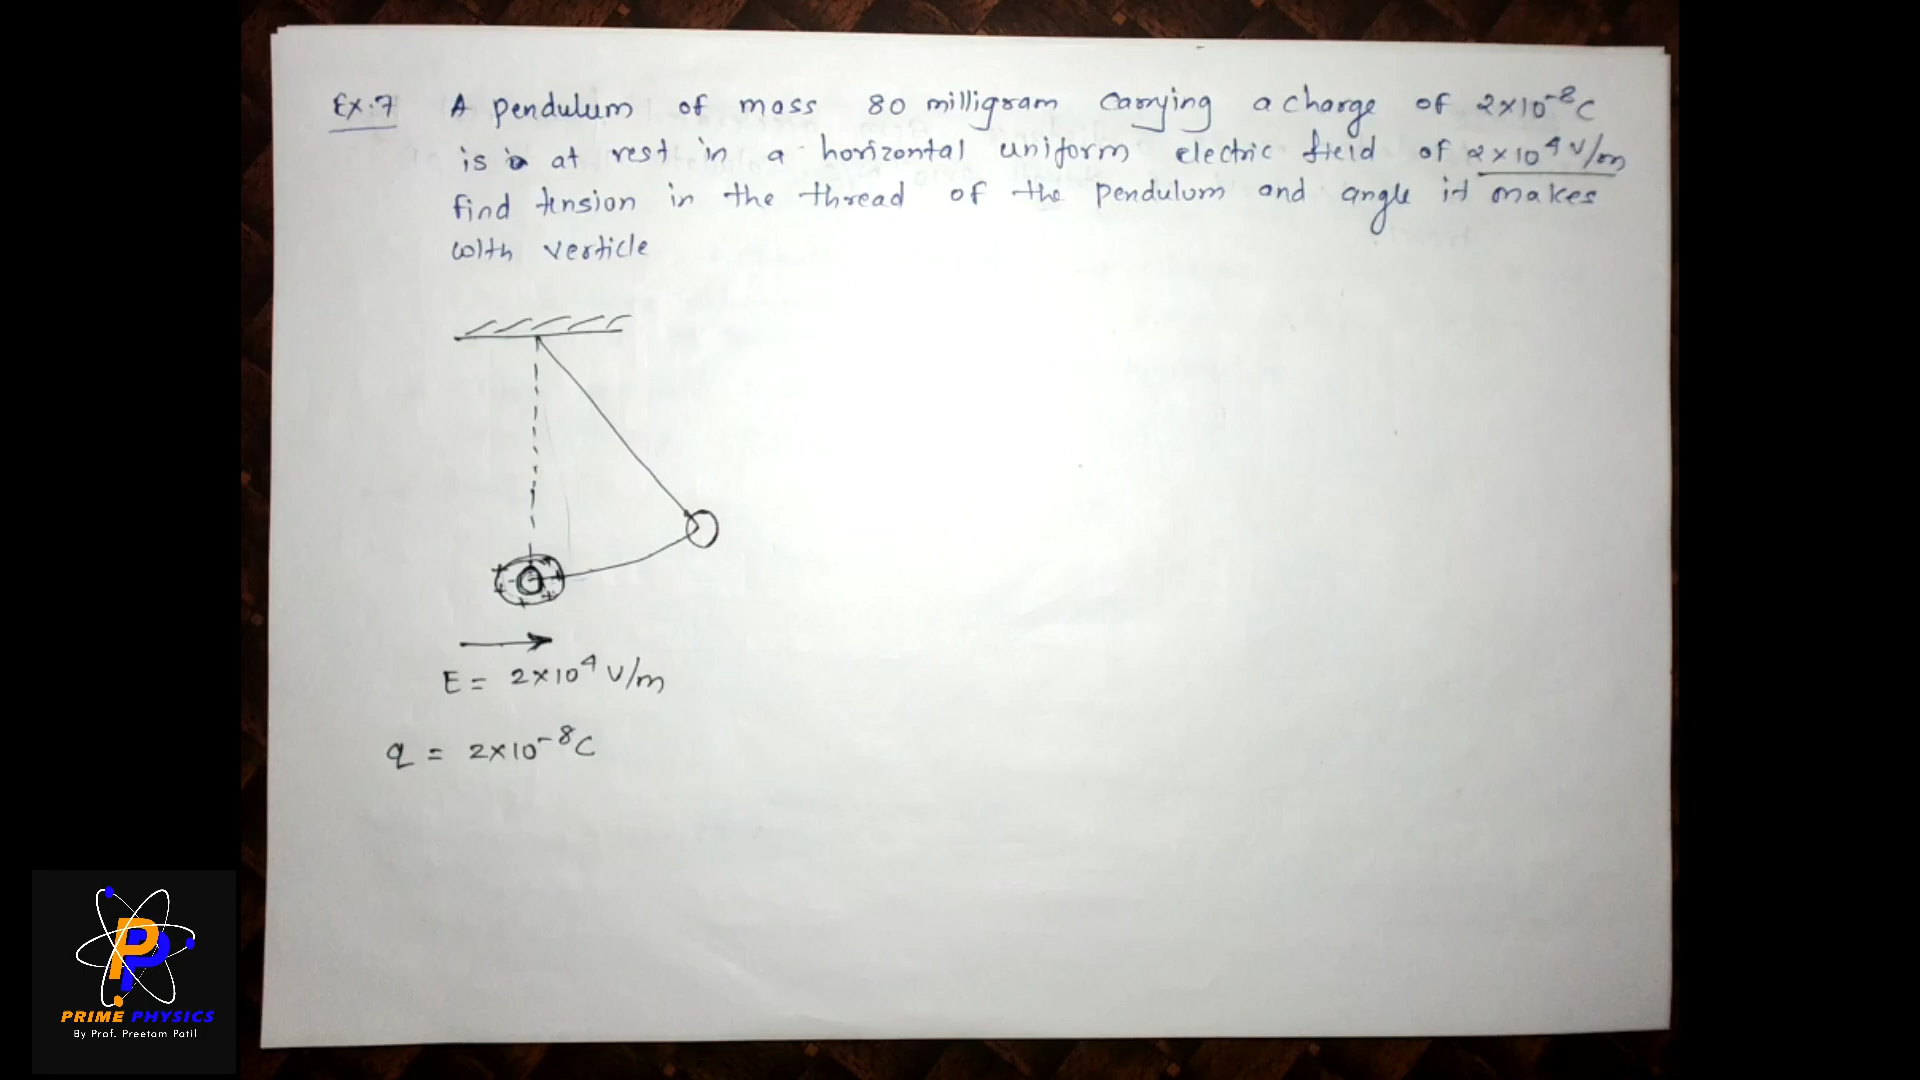 Ex.7 A pendulum of mass 80 milligram carrying a charge of 2×10⁻⁸C
is at rest in a horizontal uniform electric field of 2×10⁴ V/m
find tension in the thread of the pendulum and angle it makes
with verticle
E = 2×10⁴ V/m
q = 2×10⁻⁸C
PP
PRIME PHYSICS
By Prof. Preetam Patil